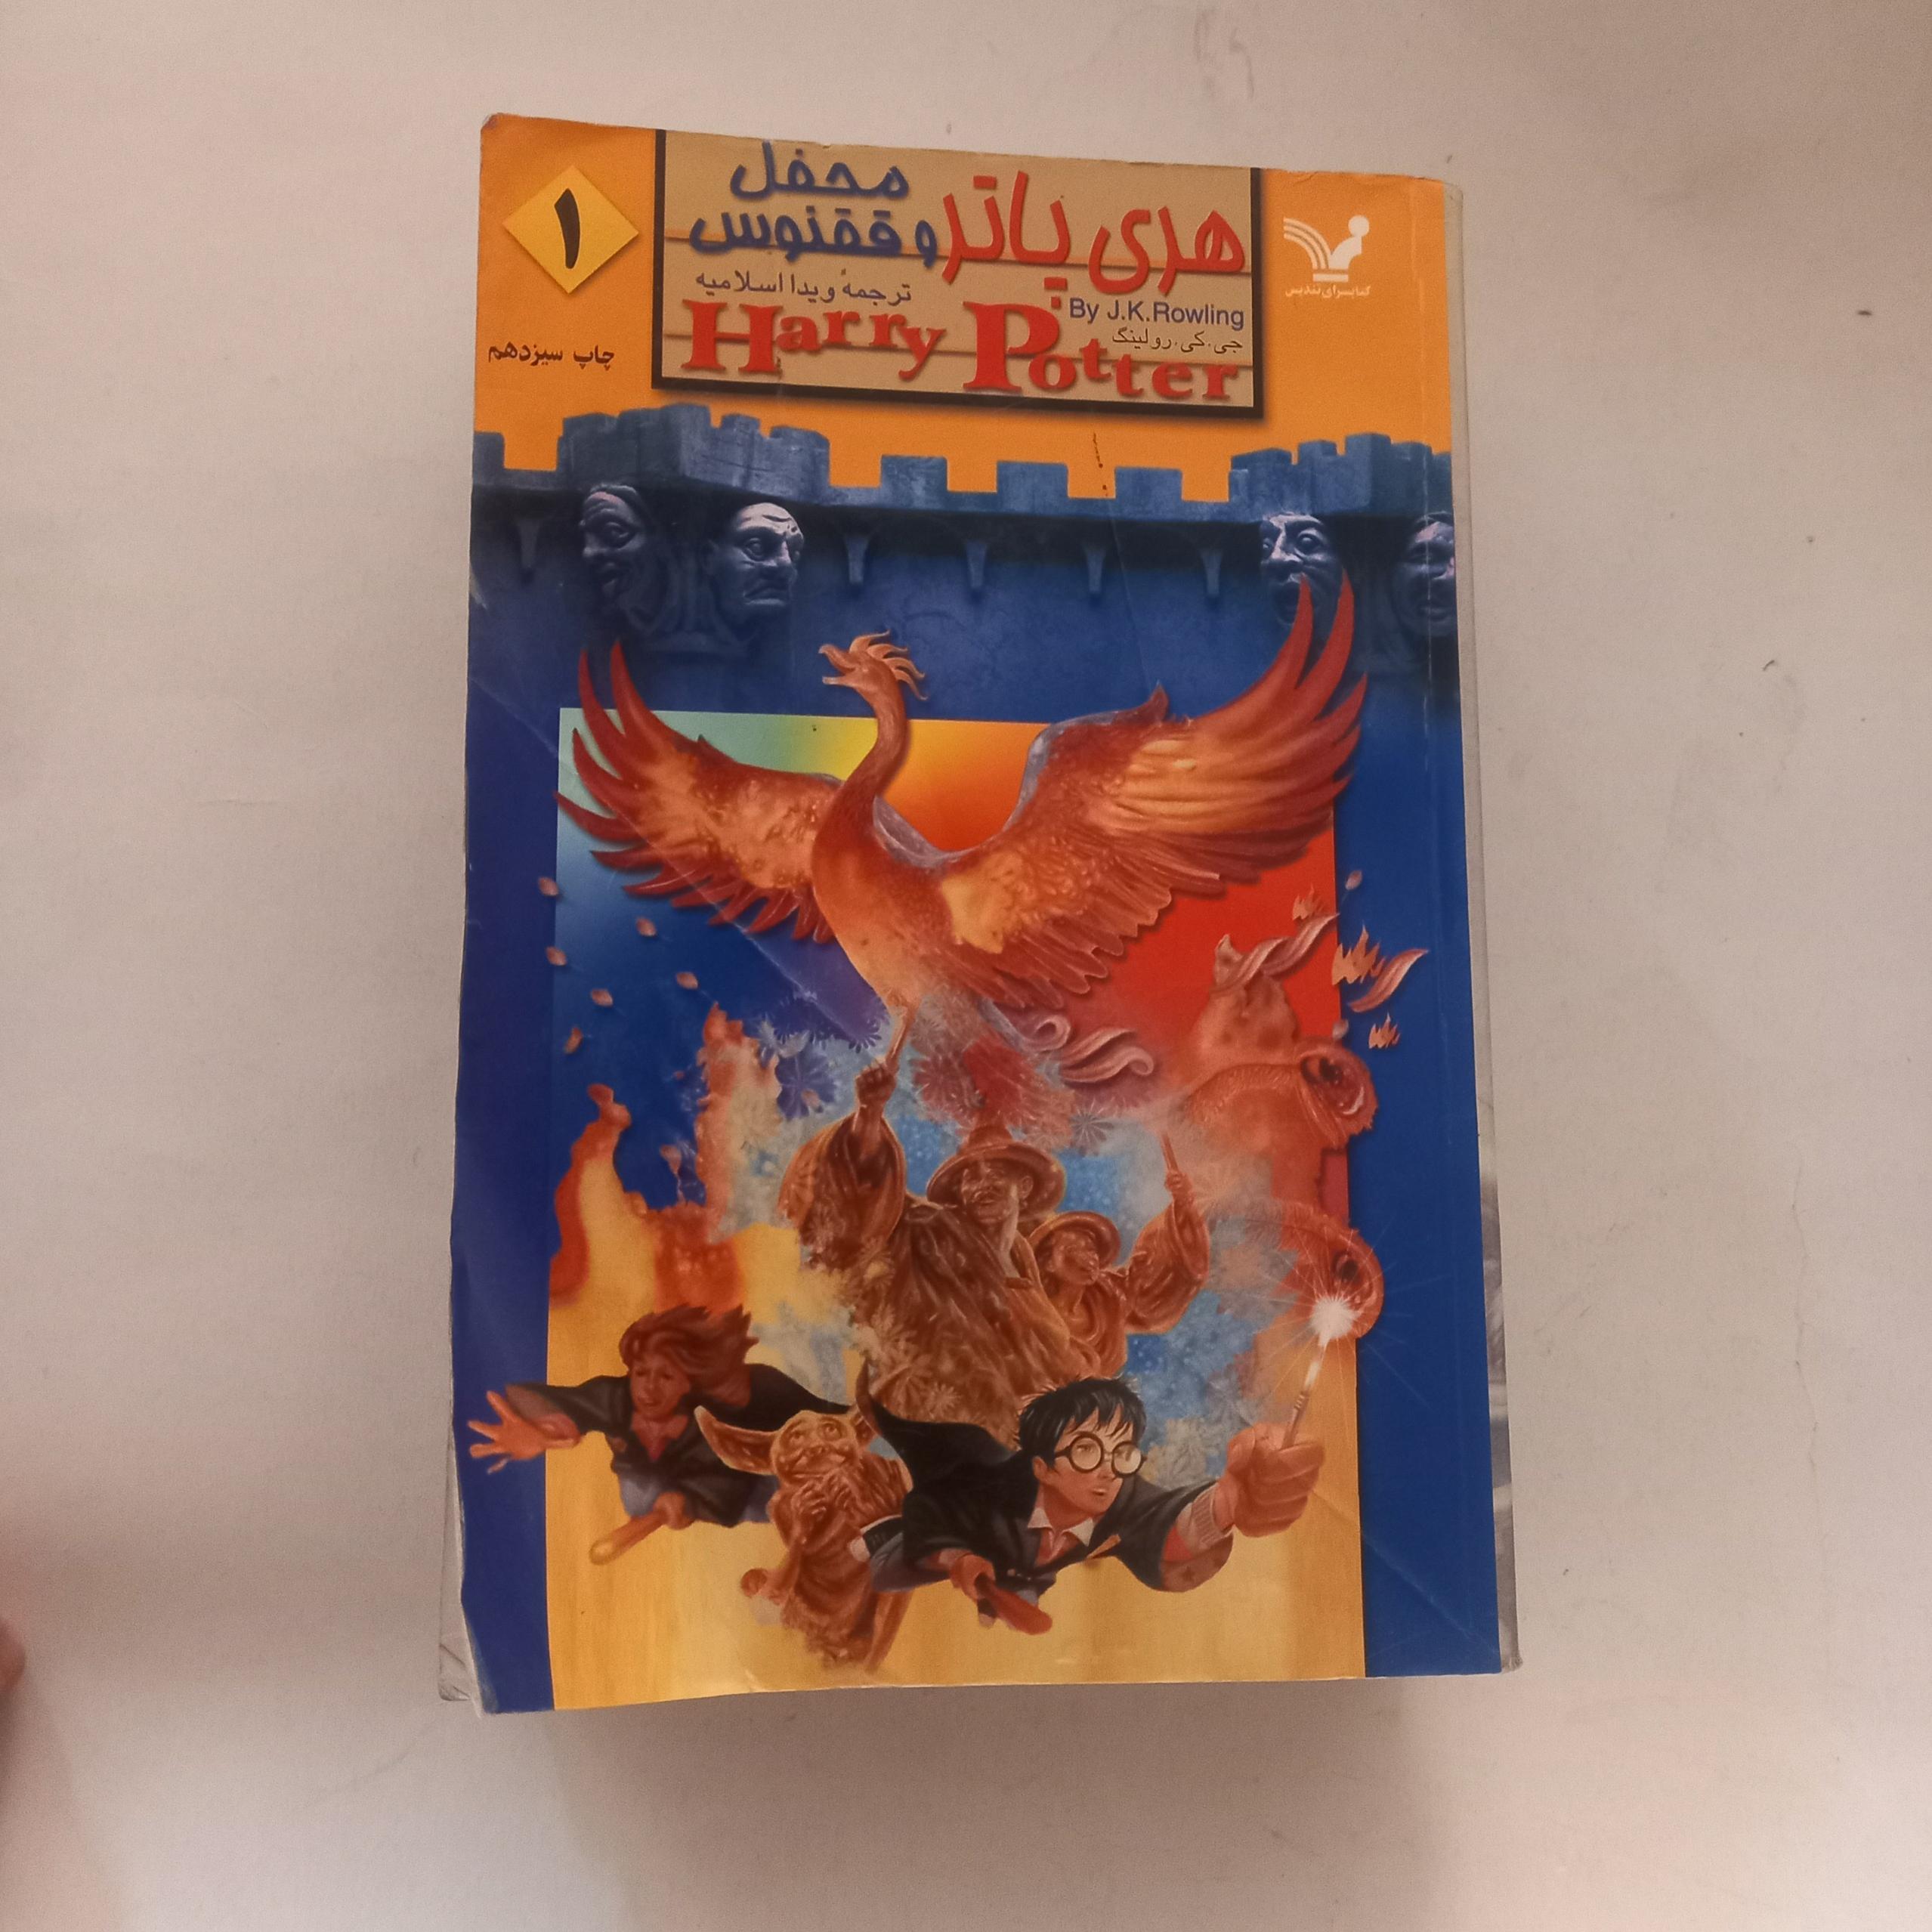 هری پاتر
و محفل
ققنوس
ترجمهٔ ویدا اسلامیه
By J.K.Rowling
جی.کی.رولینگ
Harry Potter
کتابسرای تندیس
۱
چاپ سیزدهم